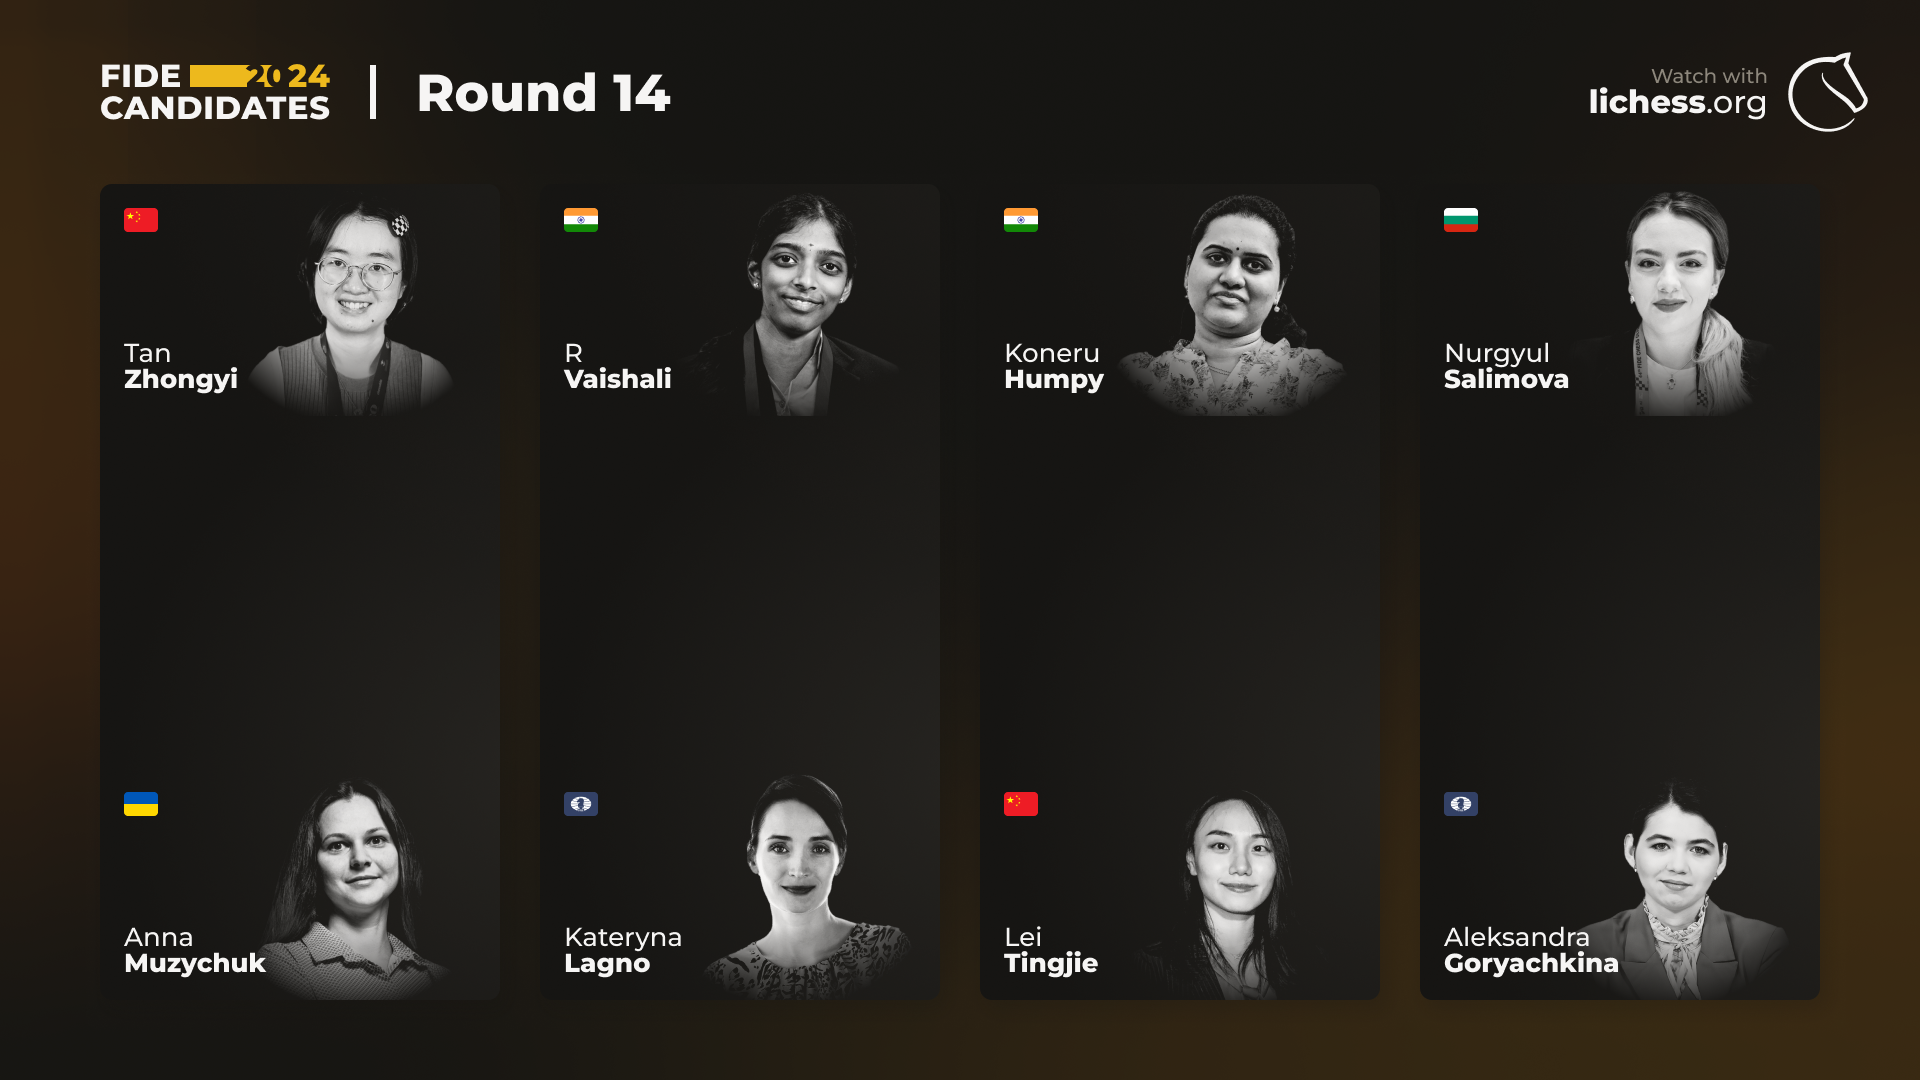 FIDE 2024
CANDIDATES
Round 14
Watch with
lichess.org
Tan
Zhongyi
R
Vaishali
Koneru
Humpy
Nurgyul
Salimova
Anna
Muzychuk
Kateryna
Lagno
Lei
Tingjie
Aleksandra
Goryachkina